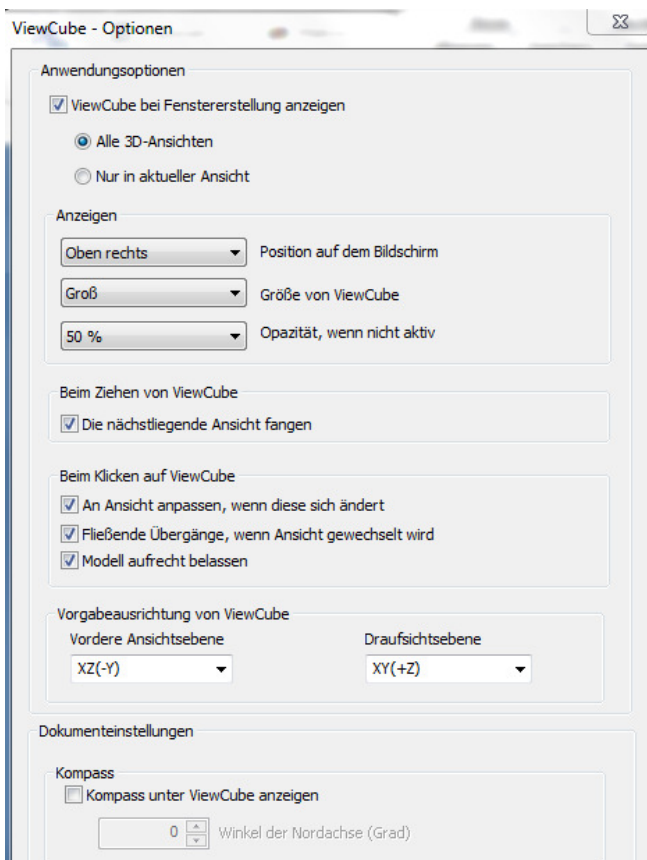 ViewCube - Optionen
Anwendungsoptionen
ViewCube bei Fenstererstellung anzeigen
Alle 3D-Ansichten
Nur in aktueller Ansicht
Anzeigen
Oben rechts Position auf dem Bildschirm
Groß Größe von ViewCube
50 % Opazität, wenn nicht aktiv
Beim Ziehen von ViewCube
Die nächstliegende Ansicht fangen
Beim Klicken auf ViewCube
An Ansicht anpassen, wenn diese sich ändert
Fließende Übergänge, wenn Ansicht gewechselt wird
Modell aufrecht belassen
Vorgabeausrichtung von ViewCube
Vordere Ansichtsebene Draufsichtsebene
XZ(-Y) XY(+Z)
Dokumenteinstellungen
Kompass
Kompass unter ViewCube anzeigen
0 Winkel der Nordachse (Grad)